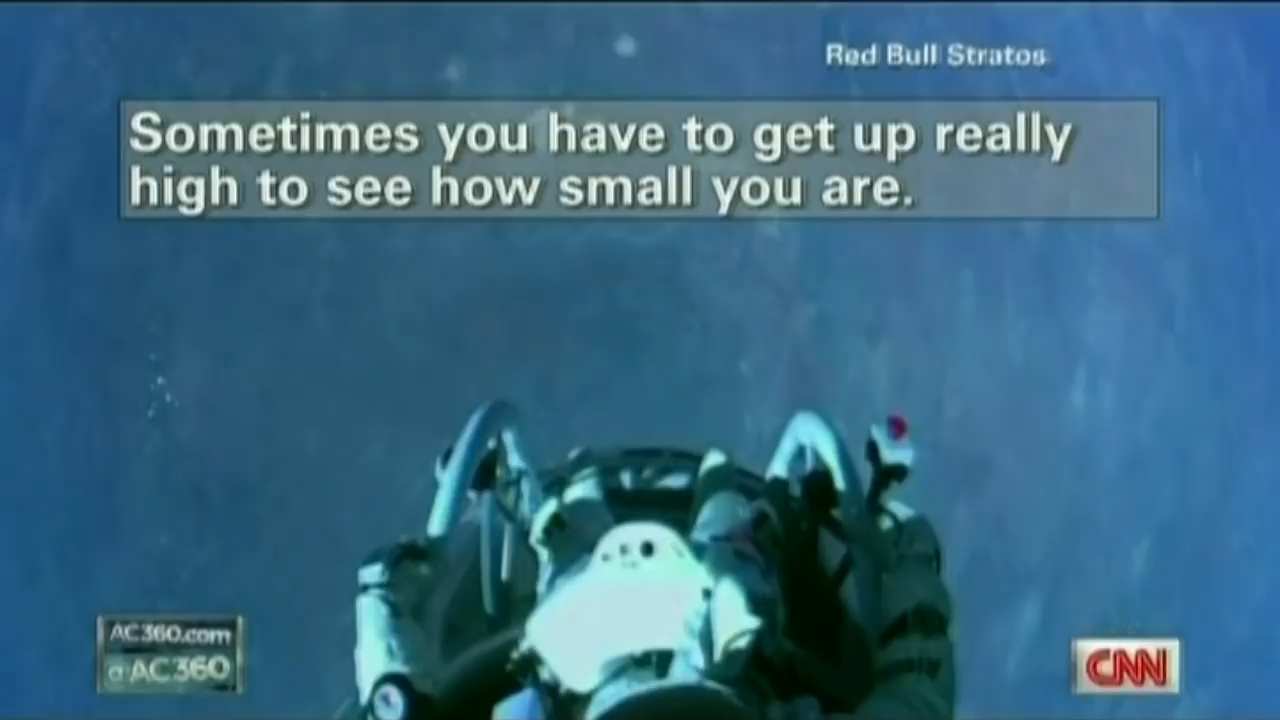 Red Bull Stratos
Sometimes you have to get up really
high to see how small you are.
AC360.com
@AC360
CNN